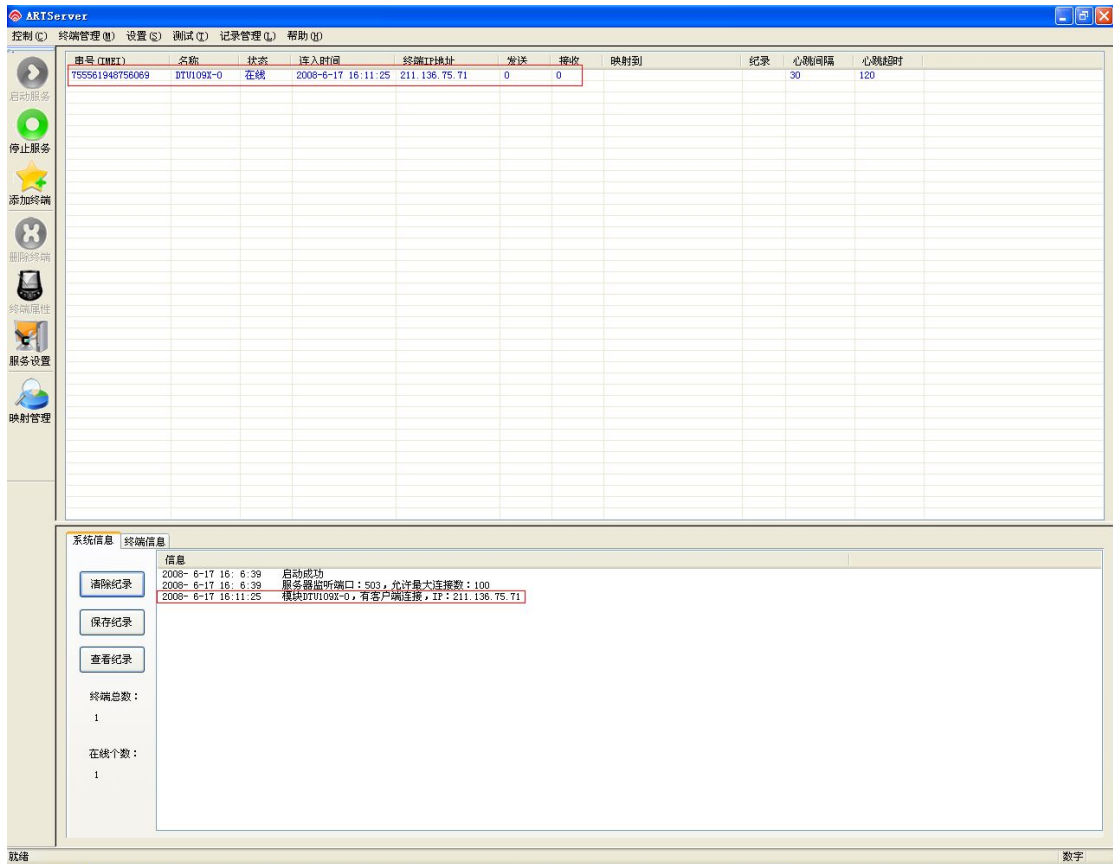 ARTServer
控制(C) 终端管理(M) 设置(S) 测试(T) 记录管理(L) 帮助(H)
启动服务
停止服务
添加终端
删除终端
终端属性
服务设置
映射管理
串号(IMEI) 名称 状态 连入时间 终端IP地址 发送 接收 映射到 纪录 心跳间隔 心跳超时
755561948756069 DTU109X-0 在线 2008-6-17 16:11:25 211.136.75.71 0 0 30 120
系统信息 终端信息
清除纪录
保存纪录
查看纪录
终端总数：
1
在线个数：
1
信息
2008- 6-17 16: 6:39 启动成功
2008- 6-17 16: 6:39 服务器监听端口：503，允许最大连接数：100
2008- 6-17 16:11:25 模块DTU109X-0，有客户端连接，IP：211.136.75.71
就绪 数字